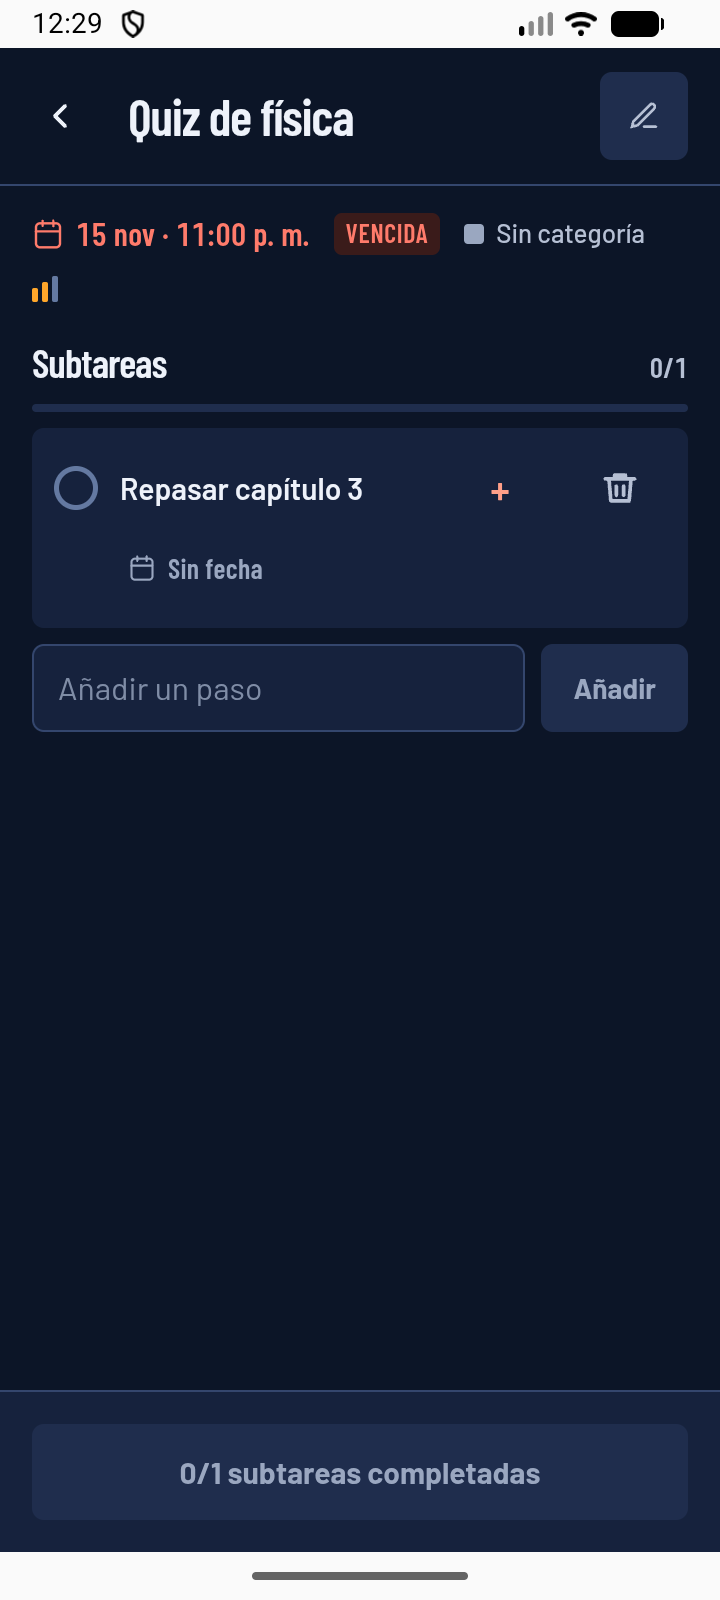 12:29
Quiz de física
15 nov · 11:00 p. m. VENCIDA Sin categoría
Subtareas 0/1
Repasar capítulo 3 +
Sin fecha
Añadir un paso Añadir
0/1 subtareas completadas